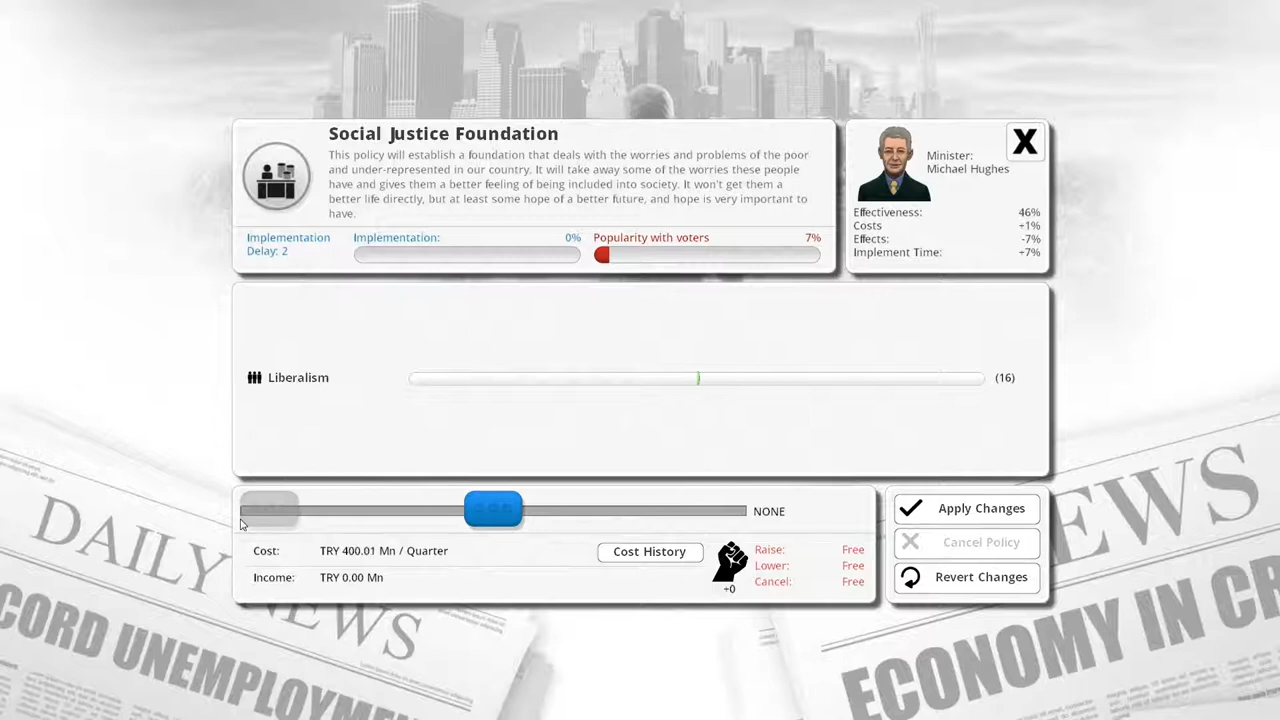 Social Justice Foundation
This policy will establish a foundation that deals with the worries and problems of the poor
and under-represented in our country. It will take away some of the worries these people
have and gives them a better feeling of being included into society. It won't get them a
better life directly, but at least some hope of a better future, and hope is very important to
have.
Implementation
Delay: 2
Implementation: 0%
Popularity with voters 7%
X
Minister:
Michael Hughes
Effectiveness: 46%
Costs +1%
Effects: -7%
Implement Time: +7%
Liberalism (16)
NONE
Cost: TRY 400.01 Mn / Quarter
Income: TRY 0.00 Mn
Cost History
+0
Raise: Free
Lower: Free
Cancel: Free
Apply Changes
Cancel Policy
Revert Changes
DAILY NEWS
CORD UNEMPLOYME
NEWS
ECONOMY IN CR